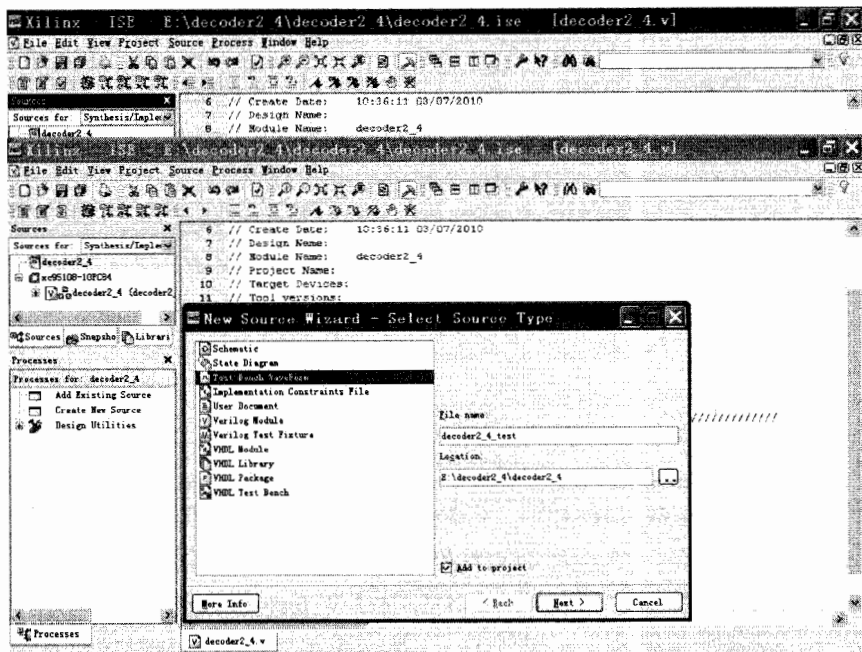 Xilinx - ISE - E:\decoder2_4\decoder2_4\decoder2_4.ise - [decoder2_4.v]
File Edit View Project Source Process Window Help
Sources
Sources for: Synthesis/Implem
decoder2_4
6 // Create Date: 10:36:11 03/07/2010
7 // Design Name:
8 // Module Name: decoder2_4
Xilinx - ISE - E:\decoder2_4\decoder2_4\decoder2_4.ise - [decoder2_4.v]
File Edit View Project Source Process Window Help
Sources
Sources for: Synthesis/Implem
decoder2_4
xc95108-10PC84
decoder2_4 (decoder2_
Sources Snapsho Librari
6 // Create Date: 10:36:11 03/07/2010
7 // Design Name:
8 // Module Name: decoder2_4
9 // Project Name:
10 // Target Devices:
11 // Tool versions:
Processes
Processes for: decoder2_4
Add Existing Source
Create New Source
Design Utilities
Processes
New Source Wizard - Select Source Type
Schematic
State Diagram
Test Bench WaveForm
Implementation Constraints File
User Document
Verilog Module
Verilog Test Fixture
VHDL Module
VHDL Library
VHDL Package
VHDL Test Bench
File name:
decoder2_4_test
Location:
E:\decoder2_4\decoder2_4
...
Add to project
More Info
< Back
Next >
Cancel
/////////////
decoder2_4.v